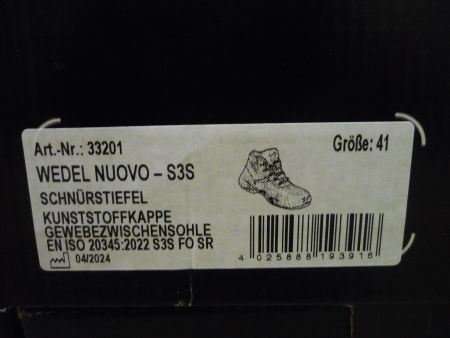 Art.-Nr.: 33201
Größe: 41
WEDEL NUOVO – S3S
SCHNÜRSTIEFEL
KUNSTSTOFFKAPPE
GEWEBEZWISCHENSOHLE
EN ISO 20345:2022 S3S FO SR
04/2024
4 025888 193916